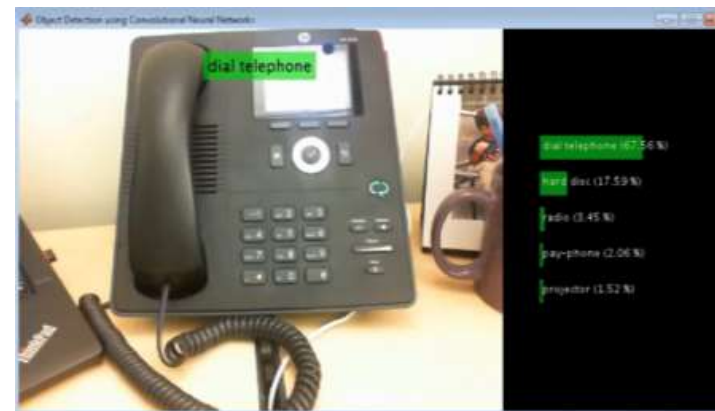 Object Detection using Convolutional Neural Networks
dial telephone
dial telephone (67.56 %)
hard disc (17.59 %)
radio (3.45 %)
pay-phone (2.06 %)
projector (1.52 %)
ThinkPad